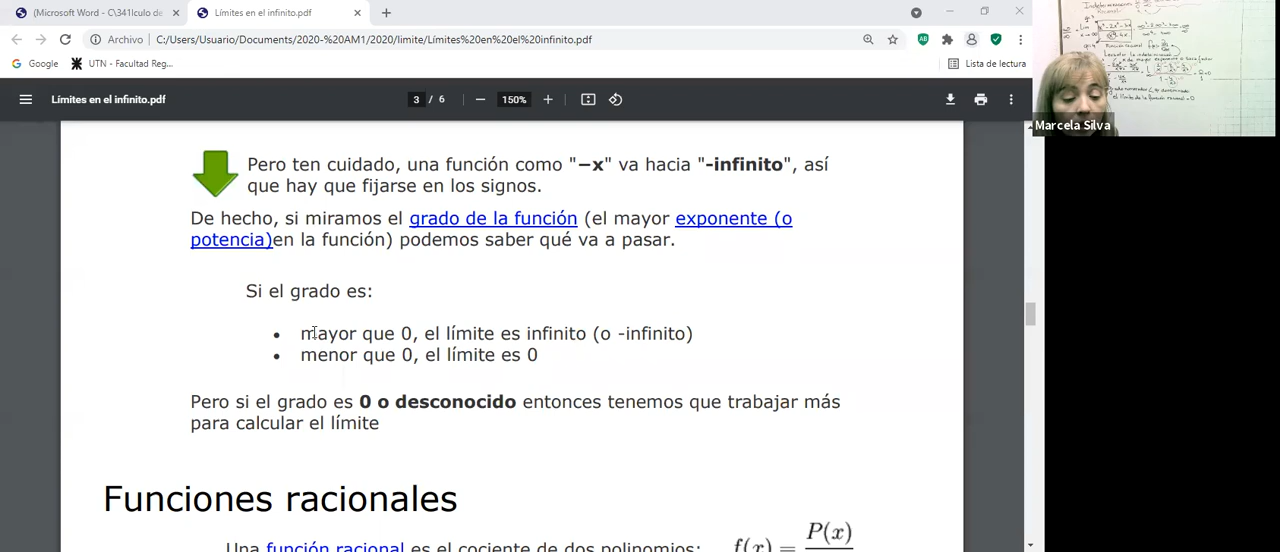 (Microsoft Word - C\341lculo de
Límites en el infinito.pdf
Archivo
C:/Users/Usuario/Documents/2020-%20AM1/2020/limite/Límites%20en%20el%20infinito.pdf
Google
UTN - Facultad Reg...
Lista de lectura
Límites en el infinito.pdf
3 / 6
150%
Marcela Silva
Pero ten cuidado, una función como "−x" va hacia "-infinito", así
que hay que fijarse en los signos.
De hecho, si miramos el grado de la función (el mayor exponente (o
potencia)en la función) podemos saber qué va a pasar.
Si el grado es:
• mayor que 0, el límite es infinito (o -infinito)
• menor que 0, el límite es 0
Pero si el grado es 0 o desconocido entonces tenemos que trabajar más
para calcular el límite
Funciones racionales
Una función racional es el cociente de dos polinomios: f(x) = P(x)